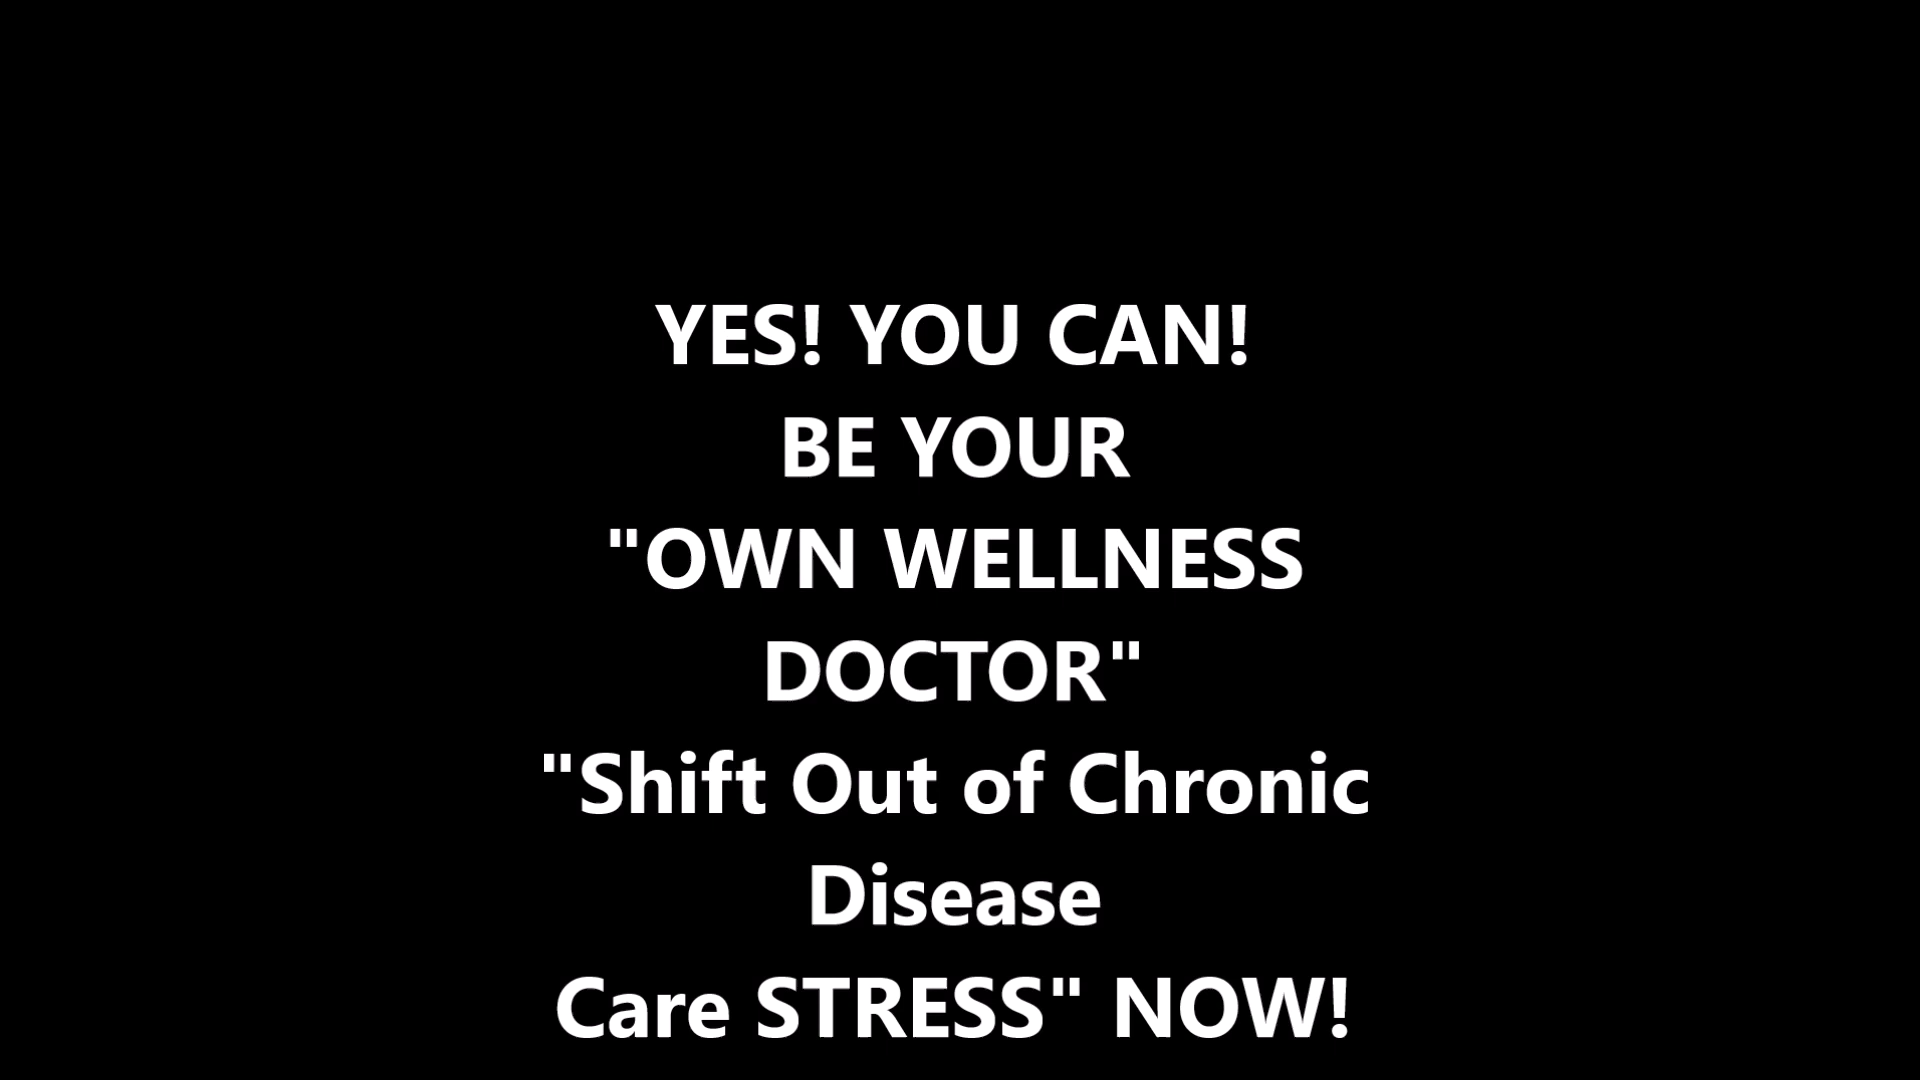 YES! YOU CAN!
BE YOUR
"OWN WELLNESS
DOCTOR"
"Shift Out of Chronic
Disease
Care STRESS" NOW!